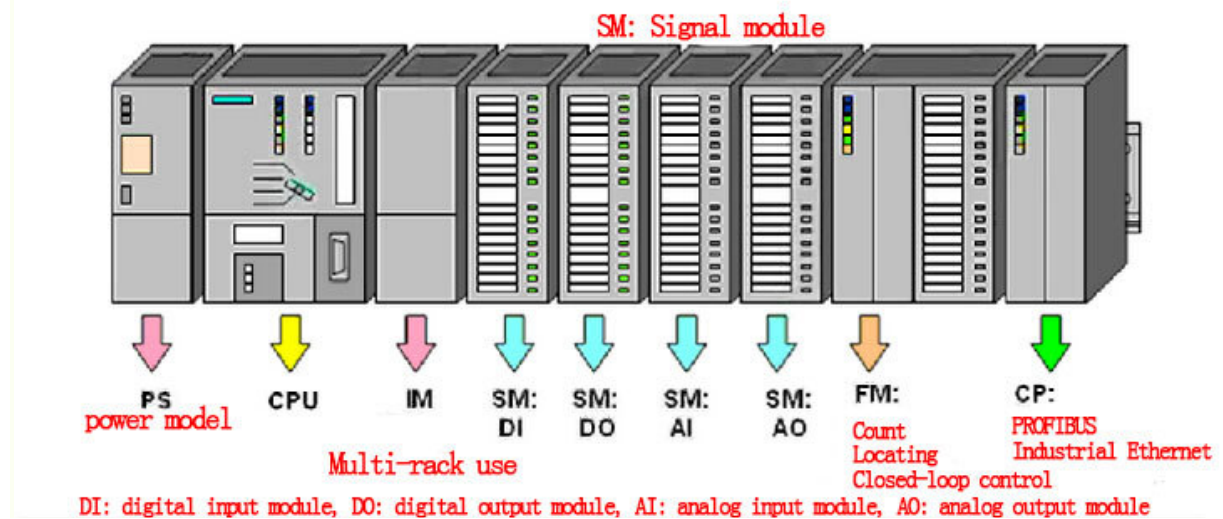 SM: Signal module
PS
CPU
IM
SM:
DI
SM:
DO
SM:
AI
SM:
AO
FM:
CP:
power model
Count
Locating
Closed-loop control
PROFIBUS
Industrial Ethernet
Multi-rack use
DI: digital input module, DO: digital output module, AI: analog input module, AO: analog output module